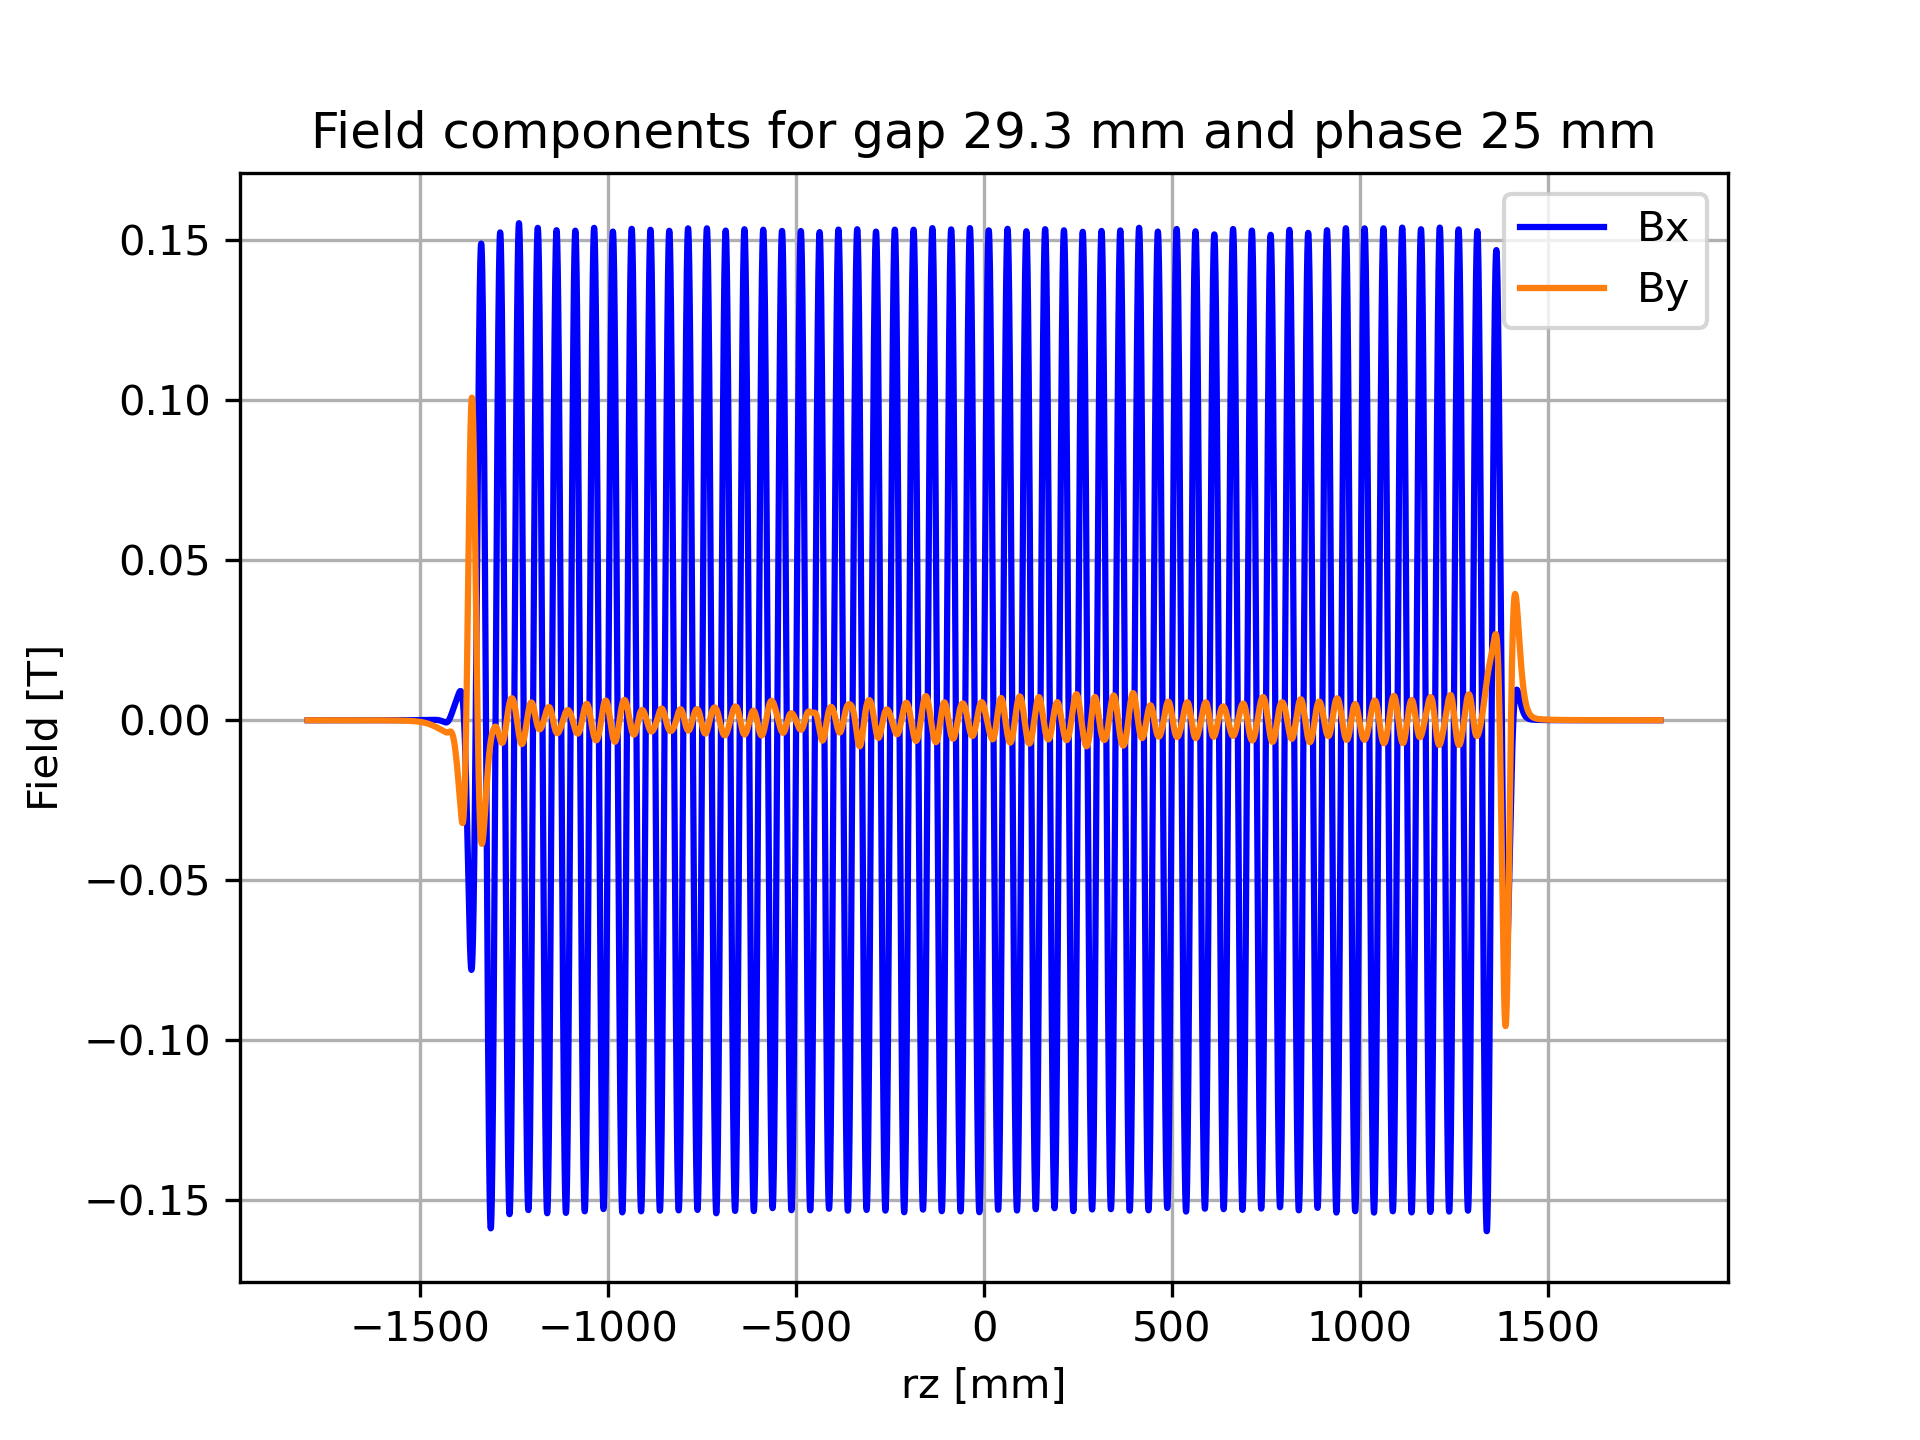 Field components for gap 29.3 mm and phase 25 mm
Bx
By
0.15
0.10
0.05
0.00
−0.05
−0.10
−0.15
Field [T]
−1500 −1000 −500 0 500 1000 1500
rz [mm]